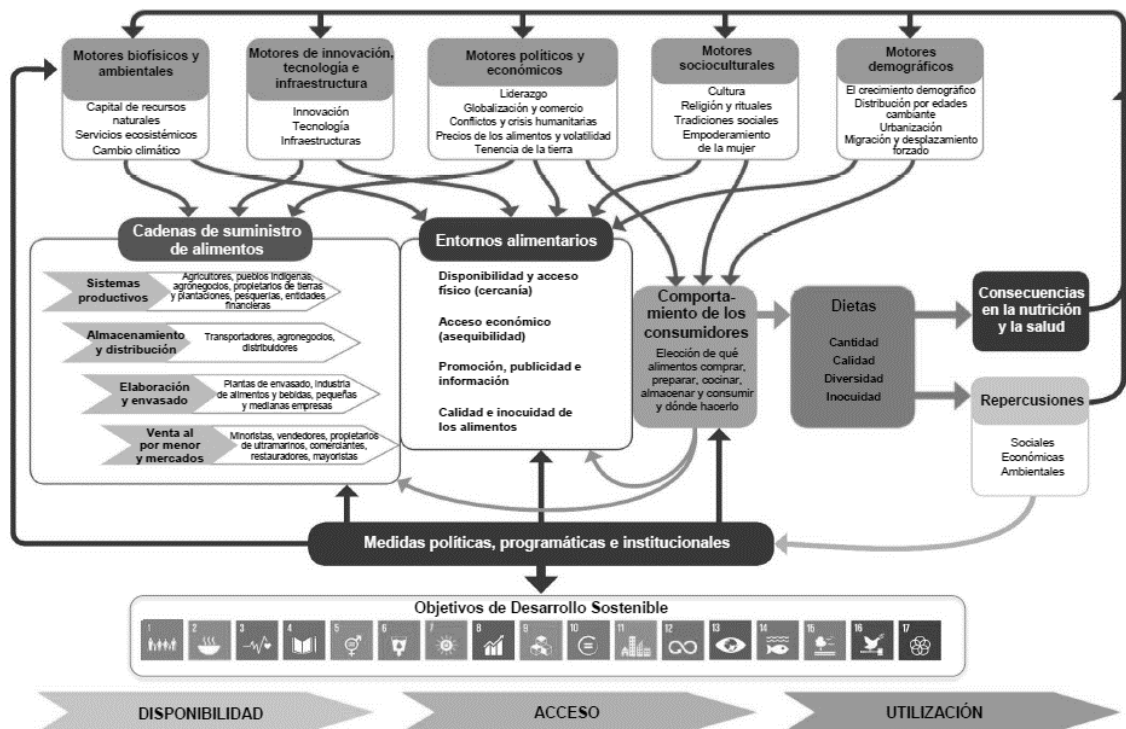 Motores biofísicos y
ambientales
Capital de recursos
naturales
Servicios ecosistémicos
Cambio climático
Motores de innovación,
tecnología e
infraestructura
Innovación
Tecnología
Infraestructuras
Motores políticos y
económicos
Liderazgo
Globalización y comercio
Conflictos y crisis humanitarias
Precios de los alimentos y volatilidad
Tenencia de la tierra
Motores
socioculturales
Cultura
Religión y rituales
Tradiciones sociales
Empoderamiento
de la mujer
Motores
demográficos
El crecimiento demográfico
Distribución por edades
cambiante
Urbanización
Migración y desplazamiento
forzado
Cadenas de suministro
de alimentos
Sistemas
productivos
Agricultores, pueblos indígenas,
agronegocios, propietarios de tierras
y plantaciones, pesquerías, entidades
financieras
Almacenamiento
y distribución
Transportadores, agronegocios,
distribuidores
Elaboración
y envasado
Plantas de envasado, industria
de alimentos y bebidas, pequeñas
y medianas empresas
Venta al
por menor
y mercados
Minoristas, vendedores, propietarios
de ultramarinos, comerciantes,
restauradores, mayoristas
Entornos alimentarios
Disponibilidad y acceso
físico (cercanía)
Acceso económico
(asequibilidad)
Promoción, publicidad e
información
Calidad e inocuidad de
los alimentos
Comporta-
miento de los
consumidores
Elección de qué
alimentos comprar,
preparar, cocinar,
almacenar y consumir
y dónde hacerlo
Dietas
Cantidad
Calidad
Diversidad
Inocuidad
Consecuencias
en la nutrición
y la salud
Repercusiones
Sociales
Económicas
Ambientales
Medidas políticas, programáticas e institucionales
Objetivos de Desarrollo Sostenible
1 2 3 4 5 6 7 8 9 10 11 12 13 14 15 16 17
DISPONIBILIDAD
ACCESO
UTILIZACIÓN